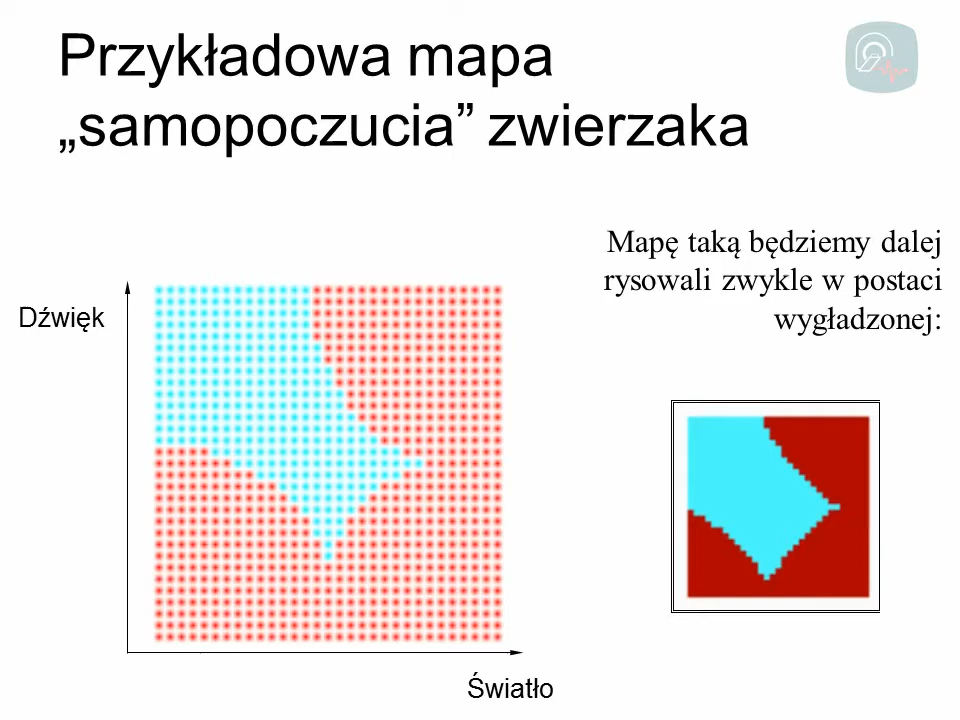 Przykładowa mapa
„samopoczucia” zwierzaka
Mapę taką będziemy dalej
rysowali zwykle w postaci
wygładzonej:
Dźwięk
Światło